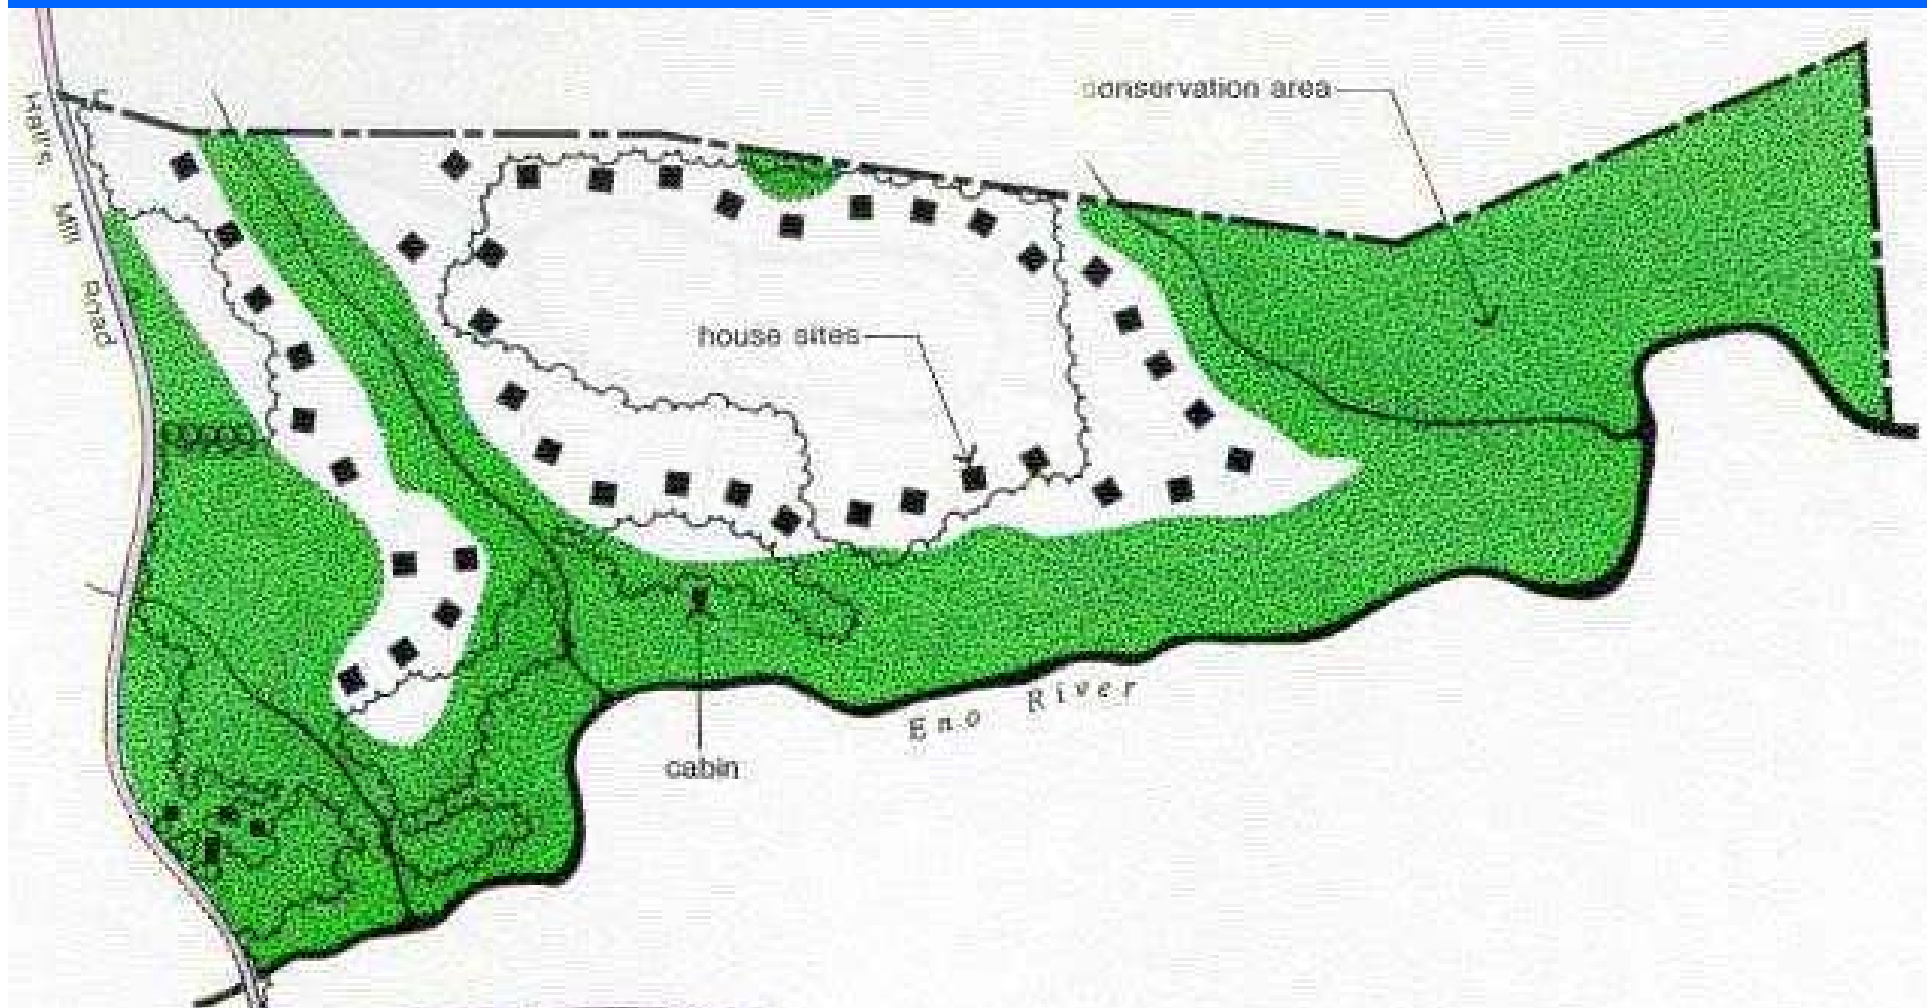 conservation area
Hall's Mill Road
house sites
Eno River
cabin